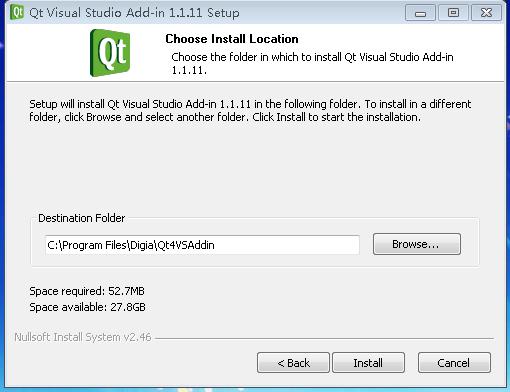 Qt Visual Studio Add-in 1.1.11 Setup
Qt
Choose Install Location
Choose the folder in which to install Qt Visual Studio Add-in
1.1.11.
Setup will install Qt Visual Studio Add-in 1.1.11 in the following folder. To install in a different
folder, click Browse and select another folder. Click Install to start the installation.
Destination Folder
C:\Program Files\Digia\Qt4VSAddin
Browse...
Space required: 52.7MB
Space available: 27.8GB
Nullsoft Install System v2.46
< Back
Install
Cancel